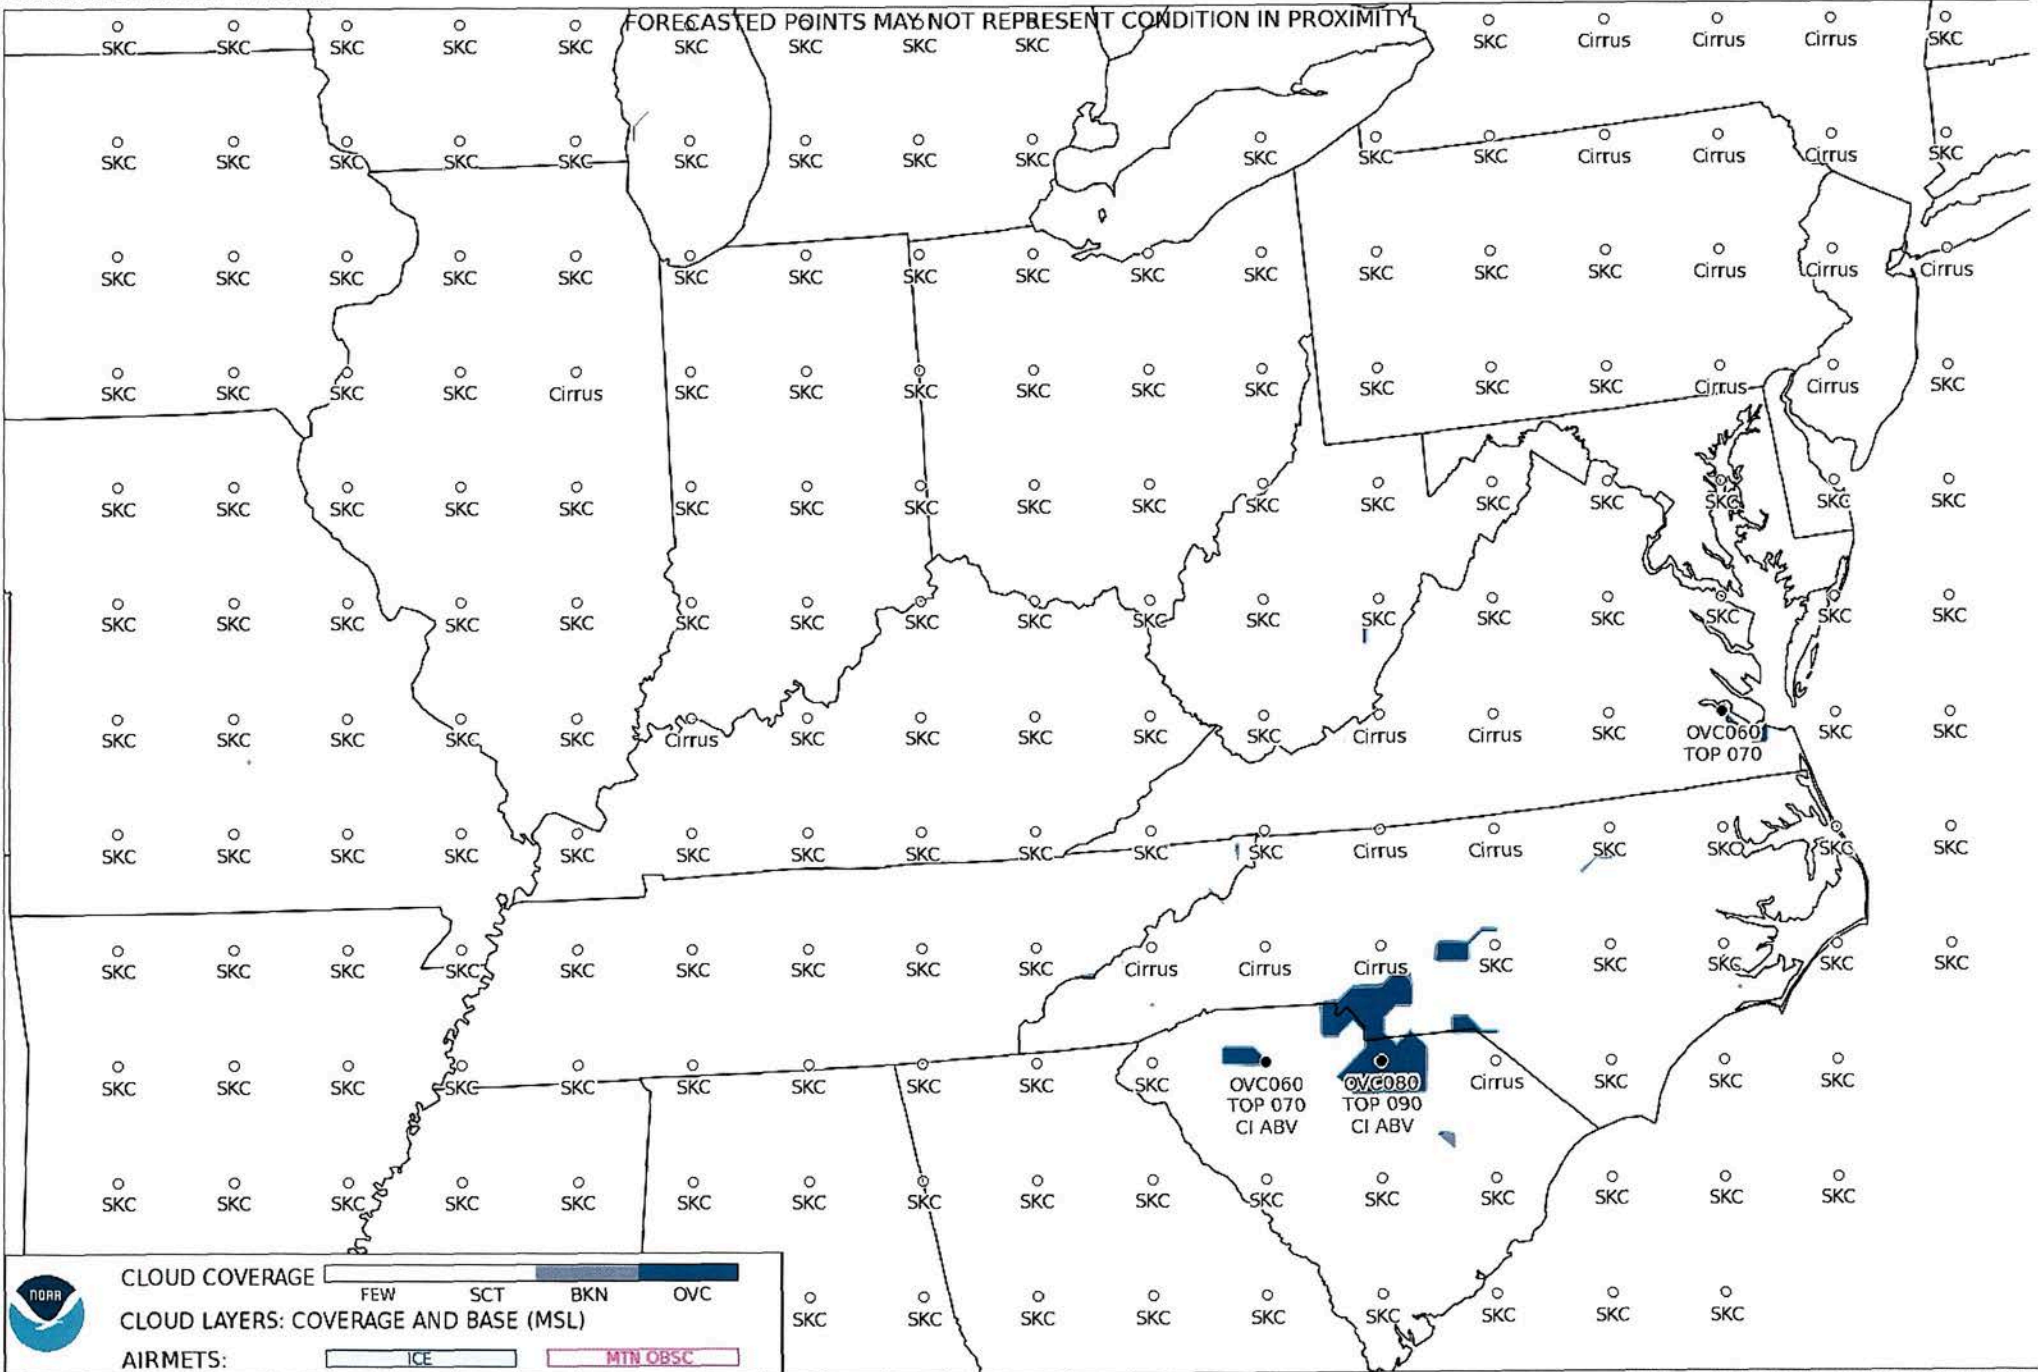 FORECASTED POINTS MAY NOT REPRESENT CONDITION IN PROXIMITY
SKC SKC SKC SKC SKC SKC SKC SKC SKC SKC Cirrus Cirrus Cirrus SKC
SKC SKC SKC SKC SKC SKC SKC SKC SKC SKC SKC SKC Cirrus Cirrus Cirrus SKC
SKC SKC SKC SKC SKC SKC SKC SKC SKC SKC SKC SKC SKC SKC Cirrus Cirrus Cirrus
SKC SKC SKC SKC Cirrus SKC SKC SKC SKC SKC SKC SKC SKC SKC Cirrus Cirrus SKC
SKC SKC SKC SKC SKC SKC SKC SKC SKC SKC SKC SKC SKC SKC SKC SKC SKC
SKC SKC SKC SKC SKC SKC SKC SKC SKC SKC SKC SKC SKC SKC SKC SKC SKC
SKC SKC SKC SKC SKC Cirrus SKC SKC SKC SKC SKC Cirrus Cirrus SKC OVC060 SKC SKC
TOP 070
SKC SKC SKC SKC SKC SKC SKC SKC SKC SKC SKC Cirrus Cirrus SKC SKC SKC SKC
SKC SKC SKC SKC SKC SKC SKC SKC SKC Cirrus Cirrus Cirrus SKC SKC SKC SKC SKC
SKC SKC SKC SKC SKC SKC SKC SKC SKC SKC OVC060 OVC080 Cirrus SKC SKC SKC
TOP 070 TOP 090
CI ABV CI ABV
SKC SKC SKC SKC SKC SKC SKC SKC SKC SKC SKC SKC SKC SKC SKC SKC
SKC SKC SKC SKC SKC SKC SKC SKC SKC
NOAA
CLOUD COVERAGE
FEW SCT BKN OVC
CLOUD LAYERS: COVERAGE AND BASE (MSL)
AIRMETS: ICE MTN OBSC